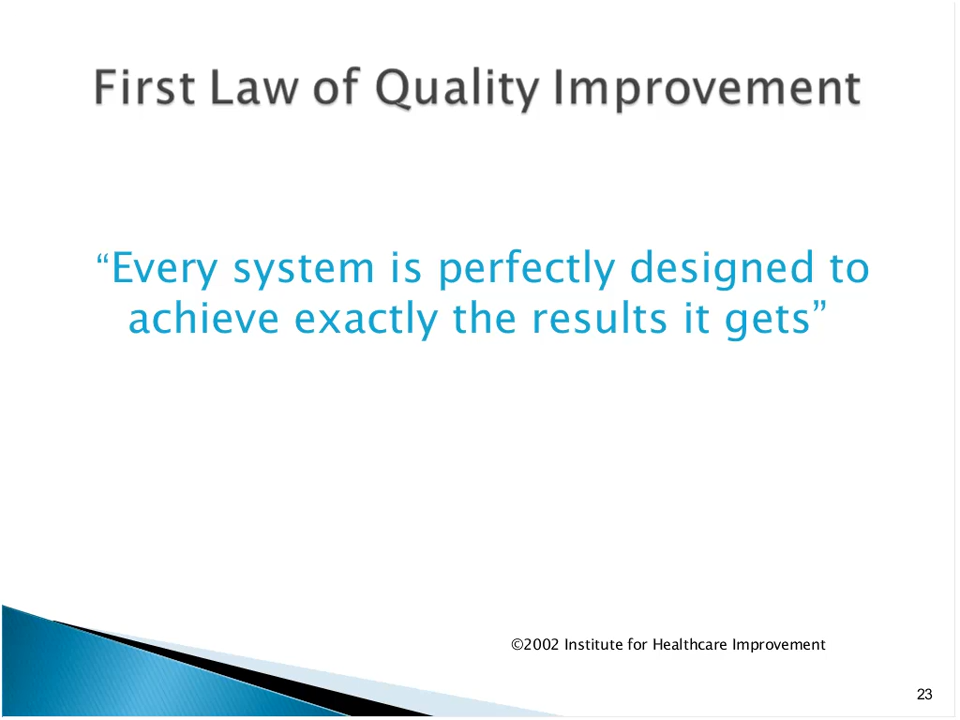 First Law of Quality Improvement
“Every system is perfectly designed to
achieve exactly the results it gets”
©2002 Institute for Healthcare Improvement
23